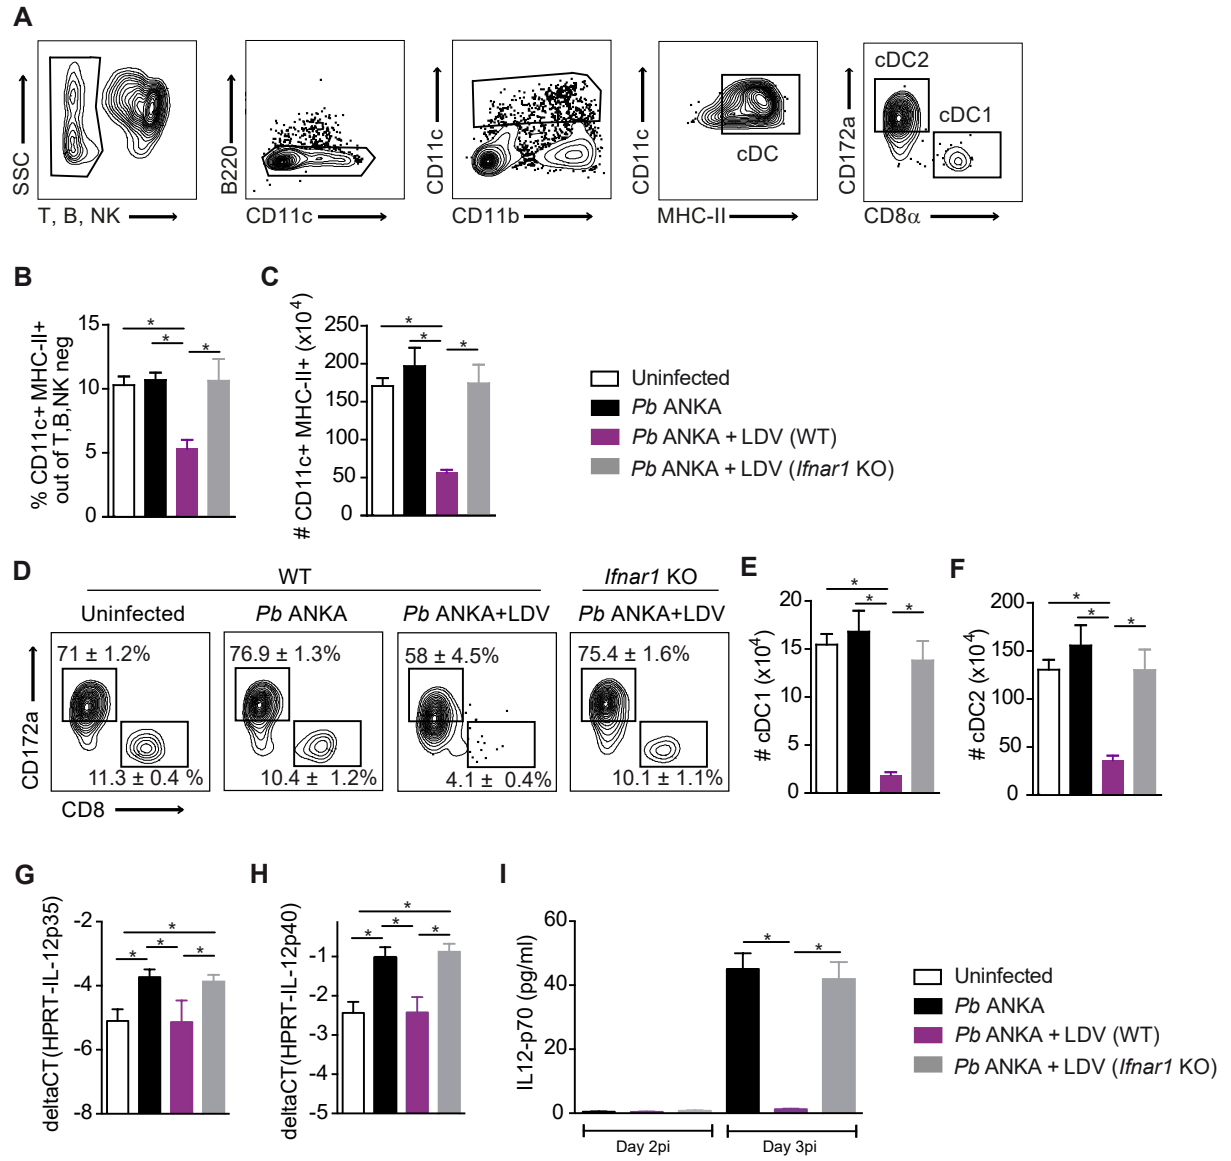 A
SSC
T, B, NK
B220
CD11c
CD11c
CD11b
CD11c
MHC-II
cDC
CD172a
CD8α
cDC2
cDC1
B
% CD11c+ MHC-II+
out of T,B,NK neg
15
10
5
0
*
*
*
C
# CD11c+ MHC-II+ (x10⁴)
250
200
150
100
50
0
*
*
*
Uninfected
Pb ANKA
Pb ANKA + LDV (WT)
Pb ANKA + LDV (Ifnar1 KO)
D
WT
Ifnar1 KO
Uninfected
Pb ANKA
Pb ANKA+LDV
Pb ANKA+LDV
71 ± 1.2%
76.9 ± 1.3%
58 ± 4.5%
75.4 ± 1.6%
11.3 ± 0.4 %
10.4 ± 1.2%
4.1 ± 0.4%
10.1 ± 1.1%
CD172a
CD8
E
# cDC1 (x10⁴)
20
15
10
5
0
*
*
*
F
# cDC2 (x10⁴)
200
150
100
50
0
*
*
*
G
deltaCT(HPRT-IL-12p35)
-2
-4
-6
-8
*
*
*
*
H
deltaCT(HPRT-IL-12p40)
-1
-2
-3
-4
-5
*
*
*
*
I
IL12-p70 (pg/ml)
60
40
20
0
*
*
Day 2pi
Day 3pi
Uninfected
Pb ANKA
Pb ANKA + LDV (WT)
Pb ANKA + LDV (Ifnar1 KO)